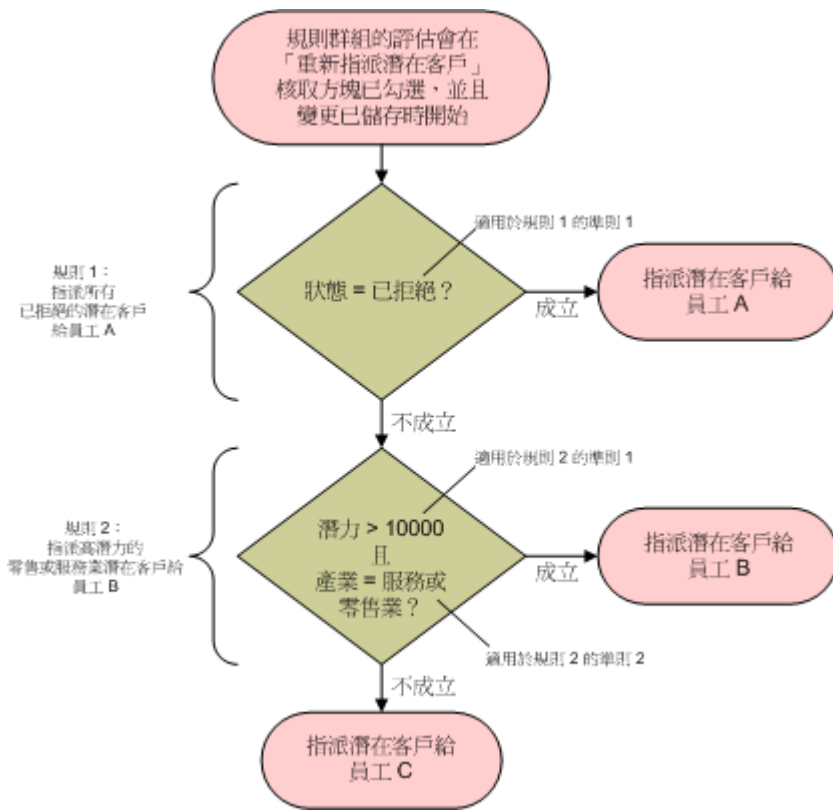 規則群組的評估會在
「重新指派潛在客戶」
核取方塊已勾選，並且
變更已儲存時開始
適用於規則 1 的準則 1
規則 1：
指派所有
已拒絕的潛在客戶
給員工 A
狀態 = 已拒絕？
成立
指派潛在客戶給
員工 A
不成立
適用於規則 2 的準則 1
規則 2：
指派高潛力的
零售或服務業潛在客戶給
員工 B
潛力 > 10000
且
產業 = 服務或
零售業？
成立
指派潛在客戶給
員工 B
適用於規則 2 的準則 2
不成立
指派潛在客戶給
員工 C